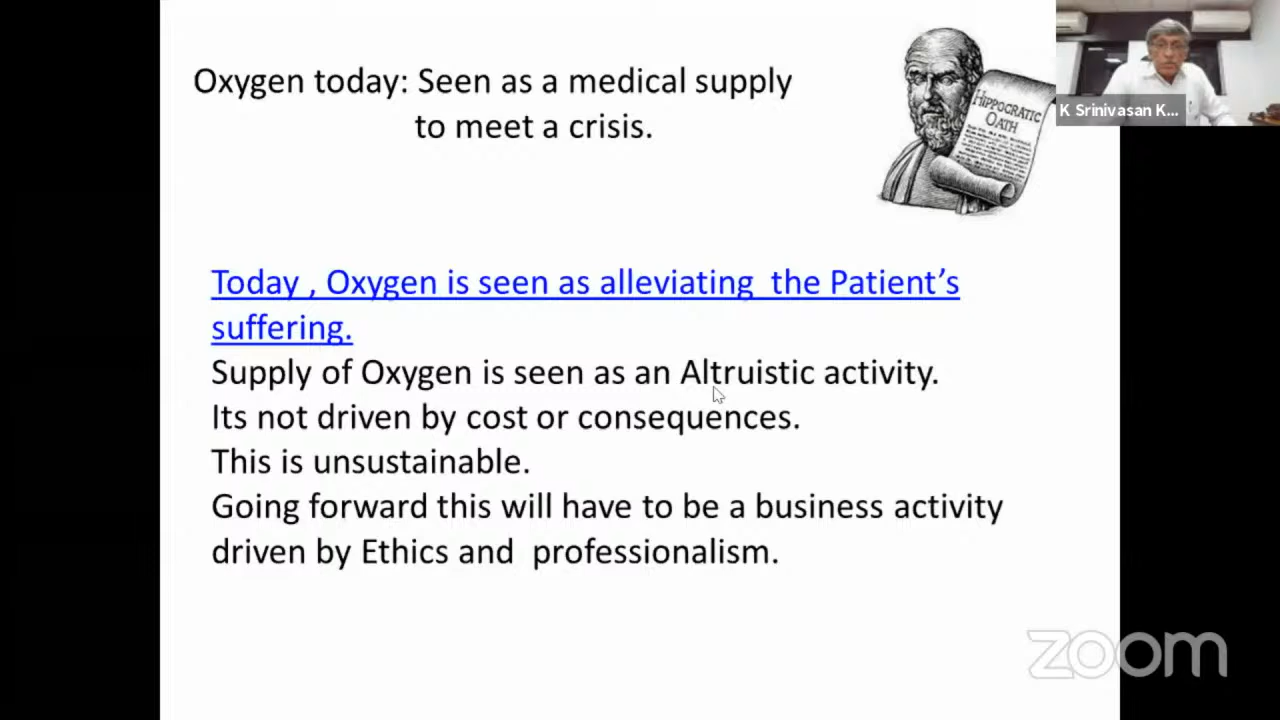 Oxygen today: Seen as a medical supply
to meet a crisis.
HIPPOCRATIC
OATH
K Srinivasan K...
Today , Oxygen is seen as alleviating  the Patient’s
suffering.
Supply of Oxygen is seen as an Altruistic activity.
Its not driven by cost or consequences.
This is unsustainable.
Going forward this will have to be a business activity
driven by Ethics and  professionalism.
zoom